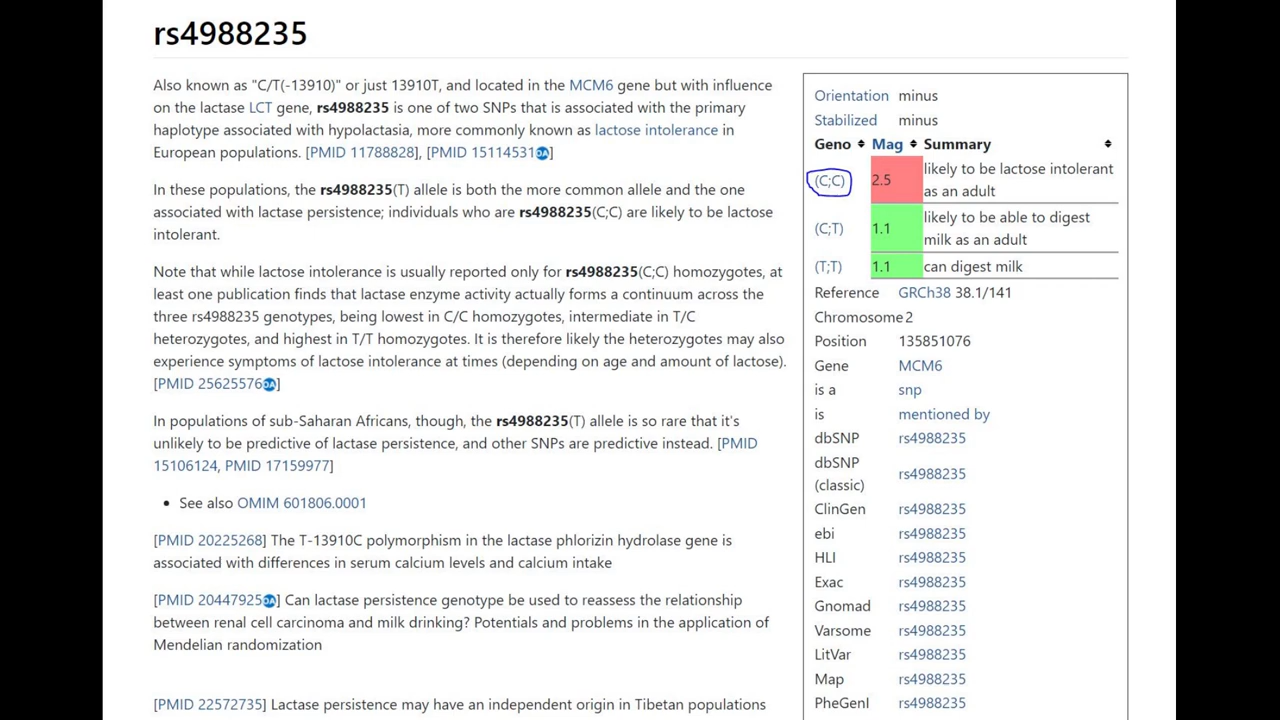 rs4988235
Also known as "C/T(-13910)" or just 13910T, and located in the MCM6 gene but with influence
on the lactase LCT gene, rs4988235 is one of two SNPs that is associated with the primary
haplotype associated with hypolactasia, more commonly known as lactose intolerance in
European populations. [PMID 11788828], [PMID 15114531OA]
In these populations, the rs4988235(T) allele is both the more common allele and the one
associated with lactase persistence; individuals who are rs4988235(C;C) are likely to be lactose
intolerant.
Note that while lactose intolerance is usually reported only for rs4988235(C;C) homozygotes, at
least one publication finds that lactase enzyme activity actually forms a continuum across the
three rs4988235 genotypes, being lowest in C/C homozygotes, intermediate in T/C
heterozygotes, and highest in T/T homozygotes. It is therefore likely the heterozygotes may also
experience symptoms of lactose intolerance at times (depending on age and amount of lactose).
[PMID 25625576OA]
In populations of sub-Saharan Africans, though, the rs4988235(T) allele is so rare that it's
unlikely to be predictive of lactase persistence, and other SNPs are predictive instead. [PMID
15106124, PMID 17159977]
• See also OMIM 601806.0001
[PMID 20225268] The T-13910C polymorphism in the lactase phlorizin hydrolase gene is
associated with differences in serum calcium levels and calcium intake
[PMID 20447925OA] Can lactase persistence genotype be used to reassess the relationship
between renal cell carcinoma and milk drinking? Potentials and problems in the application of
Mendelian randomization
[PMID 22572735] Lactase persistence may have an independent origin in Tibetan populations
Orientation minus
Stabilized minus
Geno Mag Summary
(C;C) 2.5 likely to be lactose intolerant
as an adult
(C;T) 1.1 likely to be able to digest
milk as an adult
(T;T) 1.1 can digest milk
Reference GRCh38 38.1/141
Chromosome 2
Position 135851076
Gene MCM6
is a snp
is mentioned by
dbSNP rs4988235
dbSNP
(classic) rs4988235
ClinGen rs4988235
ebi rs4988235
HLI rs4988235
Exac rs4988235
Gnomad rs4988235
Varsome rs4988235
LitVar rs4988235
Map rs4988235
PheGenI rs4988235